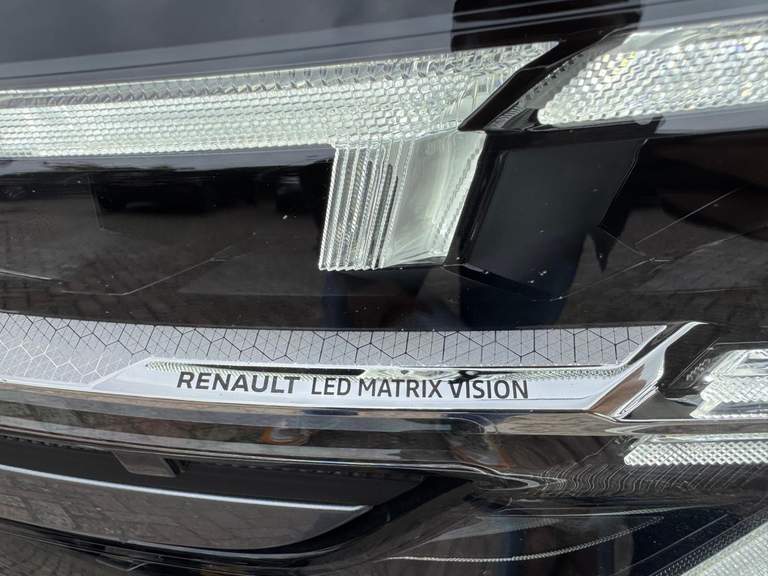 RENAULT LED MATRIX VISION